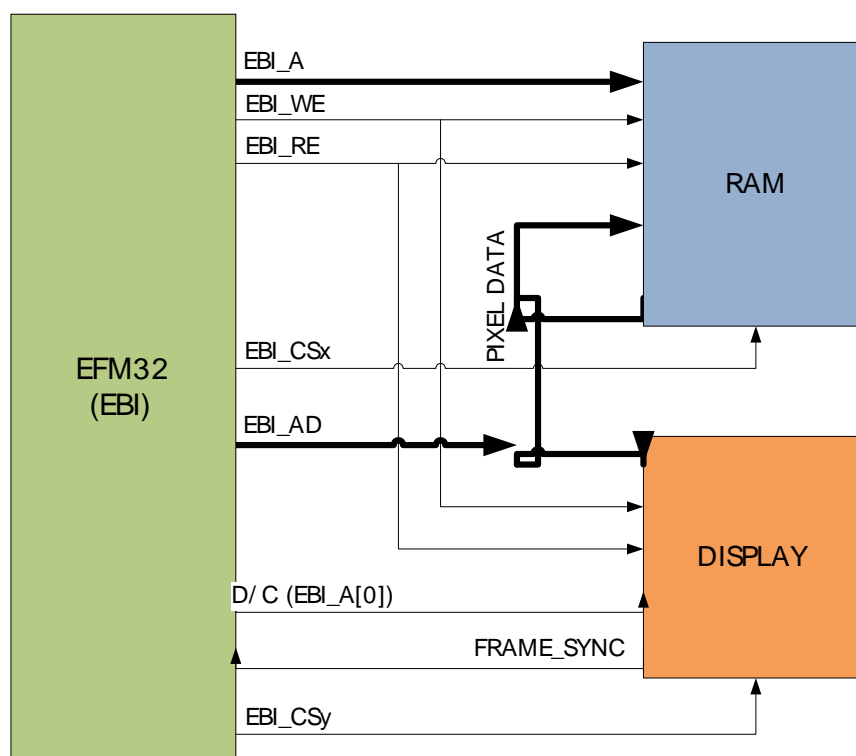 EBI_A
EBI_WE
EBI_RE
RAM
PIXEL DATA
EBI_CSx
EFM32
(EBI)
EBI_AD
DISPLAY
D/ C (EBI_A[0])
FRAME_SYNC
EBI_CSy